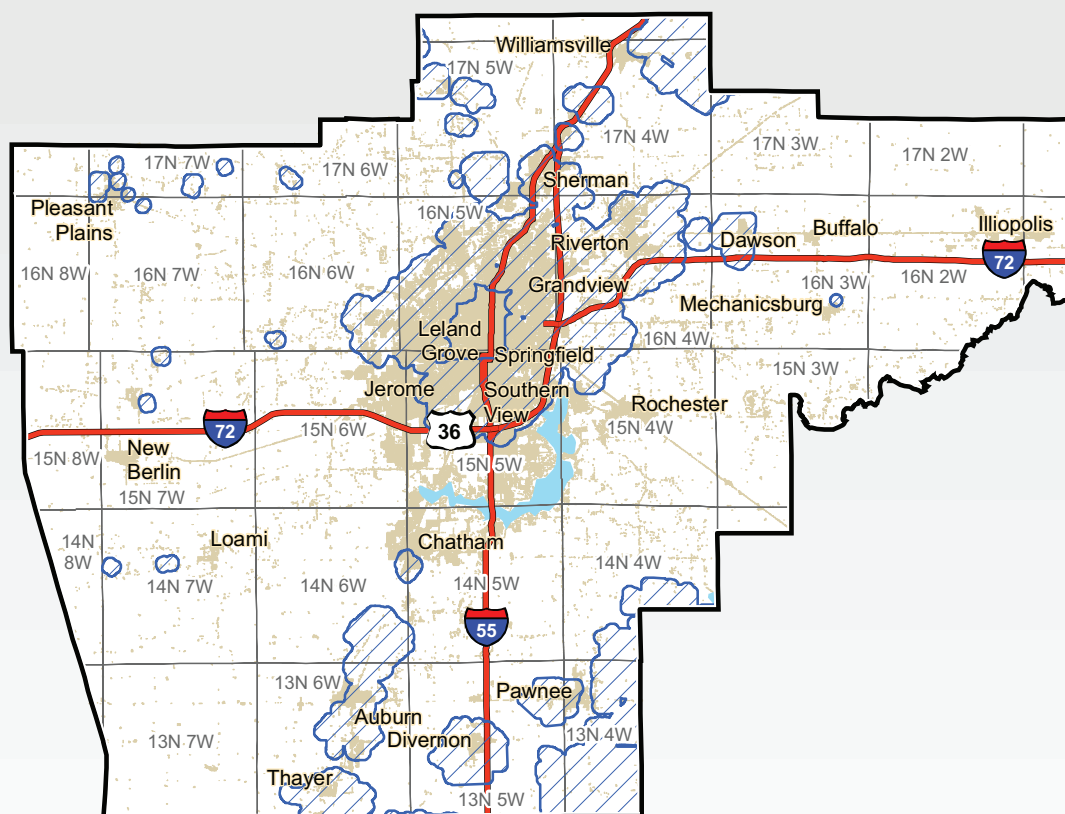 Williamsville
17N 5W
17N 4W
17N 3W
17N 2W
17N 7W
17N 6W
Sherman
Pleasant
Plains
16N 5W
Riverton
Dawson
Buffalo
Illiopolis
72
16N 8W
16N 7W
16N 6W
Grandview
16N 3W
16N 2W
Mechanicsburg
Leland
Grove
Springfield
16N 4W
15N 3W
Jerome
Southern
View
Rochester
72
36
15N 6W
15N 4W
New
Berlin
15N 8W
15N 5W
15N 7W
Loami
Chatham
14N
8W
14N 7W
14N 6W
14N 5W
14N 4W
55
13N 6W
Pawnee
Auburn
Divernon
13N 4W
13N 7W
Thayer
13N 5W